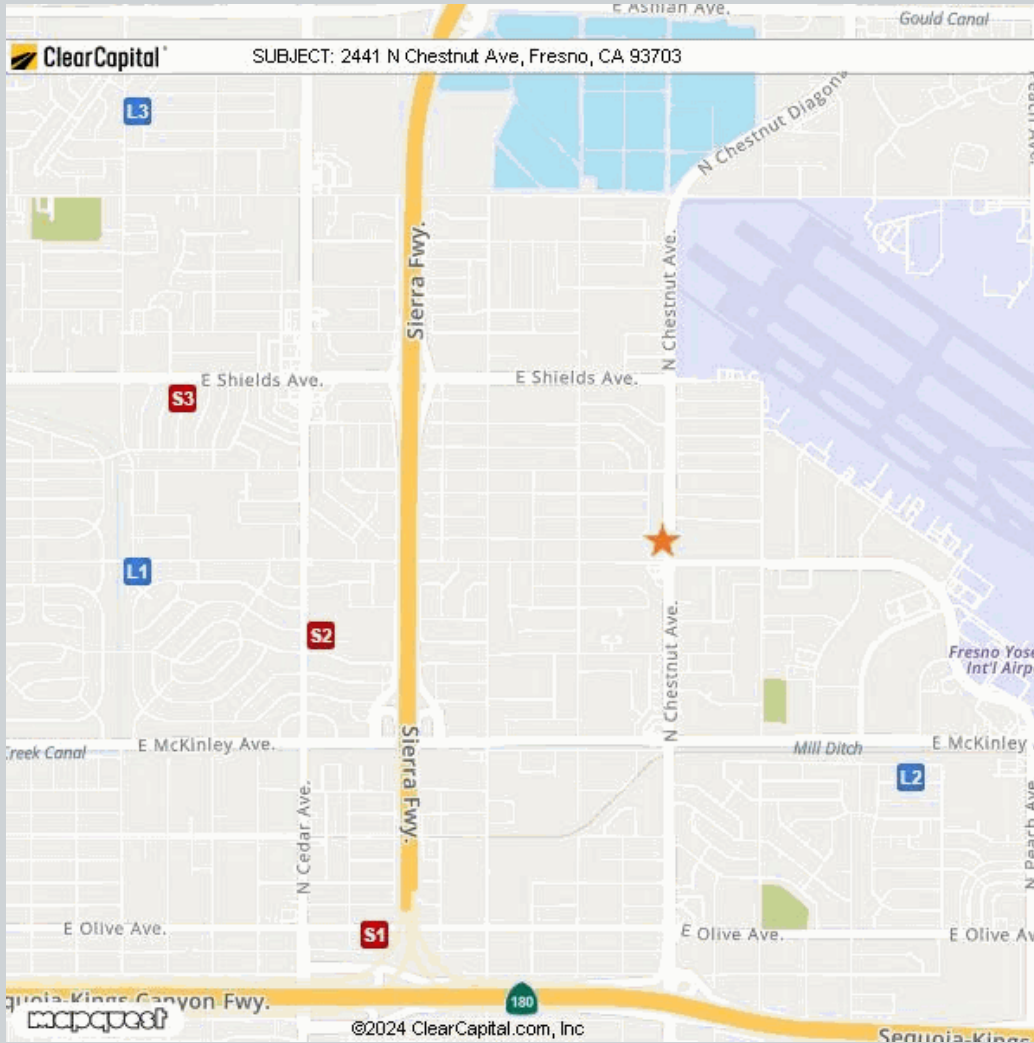 E Ashlan Ave.
Gould Canal
ClearCapital
SUBJECT: 2441 N Chestnut Ave, Fresno, CA 93703
L3
N Chestnut Diagona
Sierra Fwy.
N Chestnut Ave.
E Shields Ave.
E Shields Ave.
S3
L1
S2
N Chestnut Ave.
Fresno Yose
Int'l Airp
Creek Canal
E McKinley Ave.
Sierra Fwy.
Mill Ditch
E McKinley
L2
N Cedar Ave.
N Peach Ave.
E Olive Ave.
S1
E Olive Ave.
E Olive Av
quoia-Kings Canyon Fwy.
180
mapquest
©2024 ClearCapital.com, Inc
Sequoia-Kings